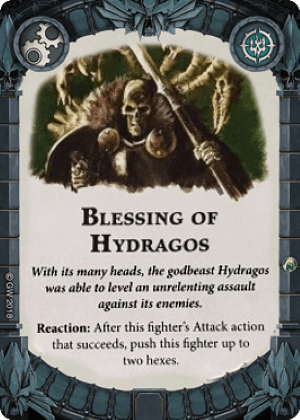 BLESSING OF
HYDRAGOS
With its many heads, the godbeast Hydragos
was able to level an unrelenting assault
against its enemies.
Reaction: After this fighter's Attack action
that succeeds, push this fighter up to
two hexes.
© GW 2018